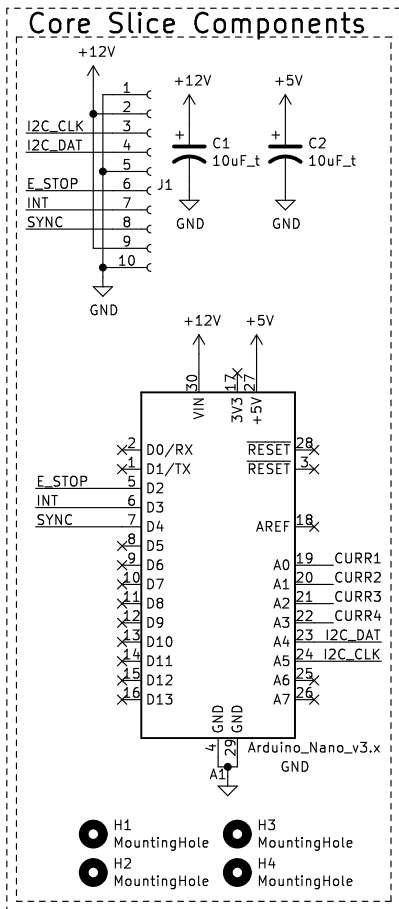 Core Slice Components
+12V
1
2
I2C_CLK 3
I2C_DAT 4
5
E_STOP 6 J1
INT 7
SYNC 8
9
10
GND
+12V +5V
+ C1 + C2
10uF_t 10uF_t
GND GND
+12V +5V
30 17 27
VIN 3V3 +5V
2 D0/RX RESET 28
1 D1/TX RESET 3
E_STOP 5 D2
INT 6 D3
SYNC 7 D4 AREF 18
8 D5
9 D6 A0 19 CURR1
10 D7 A1 20 CURR2
11 D8 A2 21 CURR3
12 D9 A3 22 CURR4
13 D10 A4 23 I2C_DAT
14 D11 A5 24 I2C_CLK
15 D12 A6 25
16 D13 A7 26
GND GND
4 29 Arduino_Nano_v3.x
A1 GND
H1 H3
MountingHole MountingHole
H2 H4
MountingHole MountingHole